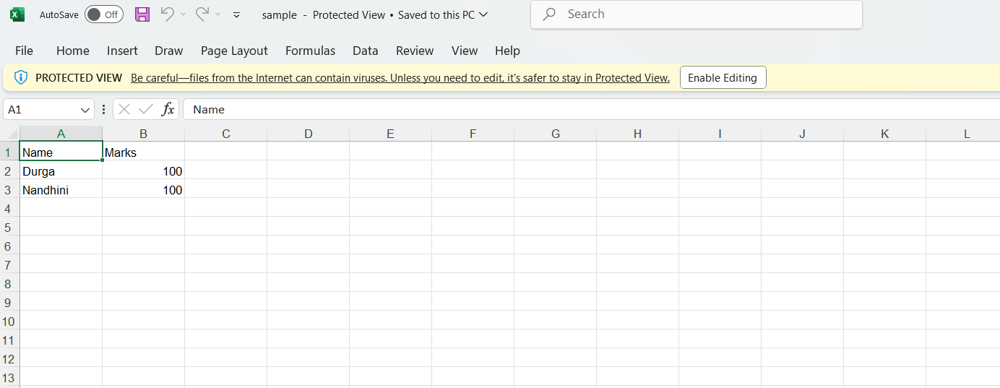 AutoSave Off sample - Protected View • Saved to this PC Search
File Home Insert Draw Page Layout Formulas Data Review View Help
PROTECTED VIEW Be careful—files from the Internet can contain viruses. Unless you need to edit, it's safer to stay in Protected View. Enable Editing
A1 fx Name
A B C D E F G H I J K L
1 Name Marks
2 Durga 100
3 Nandhini 100
4
5
6
7
8
9
10
11
12
13